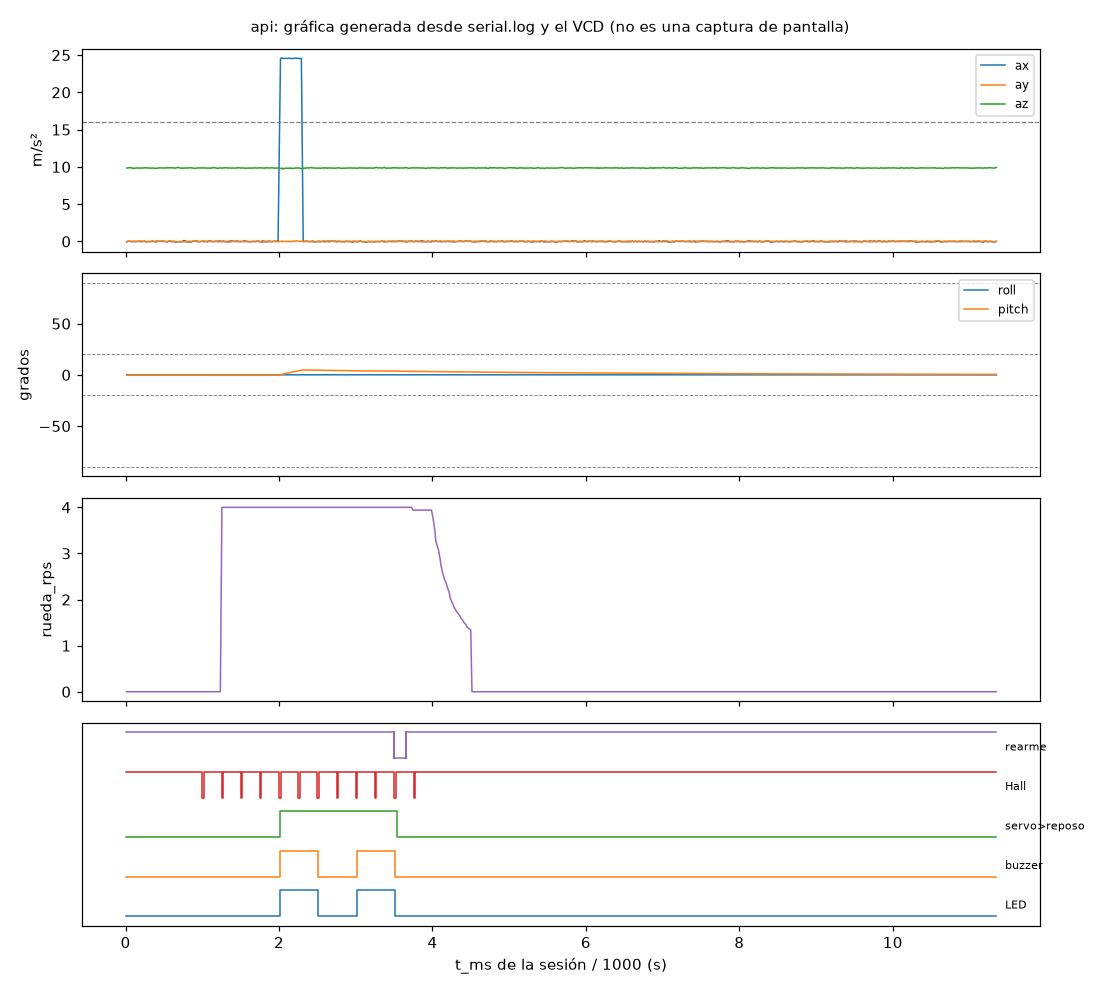 api: gráfica generada desde serial.log y el VCD (no es una captura de pantalla)
25
20
15
10
5
0
m/s²
ax
ay
az
50
0
−50
grados
roll
pitch
4
3
2
1
0
rueda_rps
rearme
Hall
servo>reposo
buzzer
LED
0 2 4 6 8 10
t_ms de la sesión / 1000 (s)